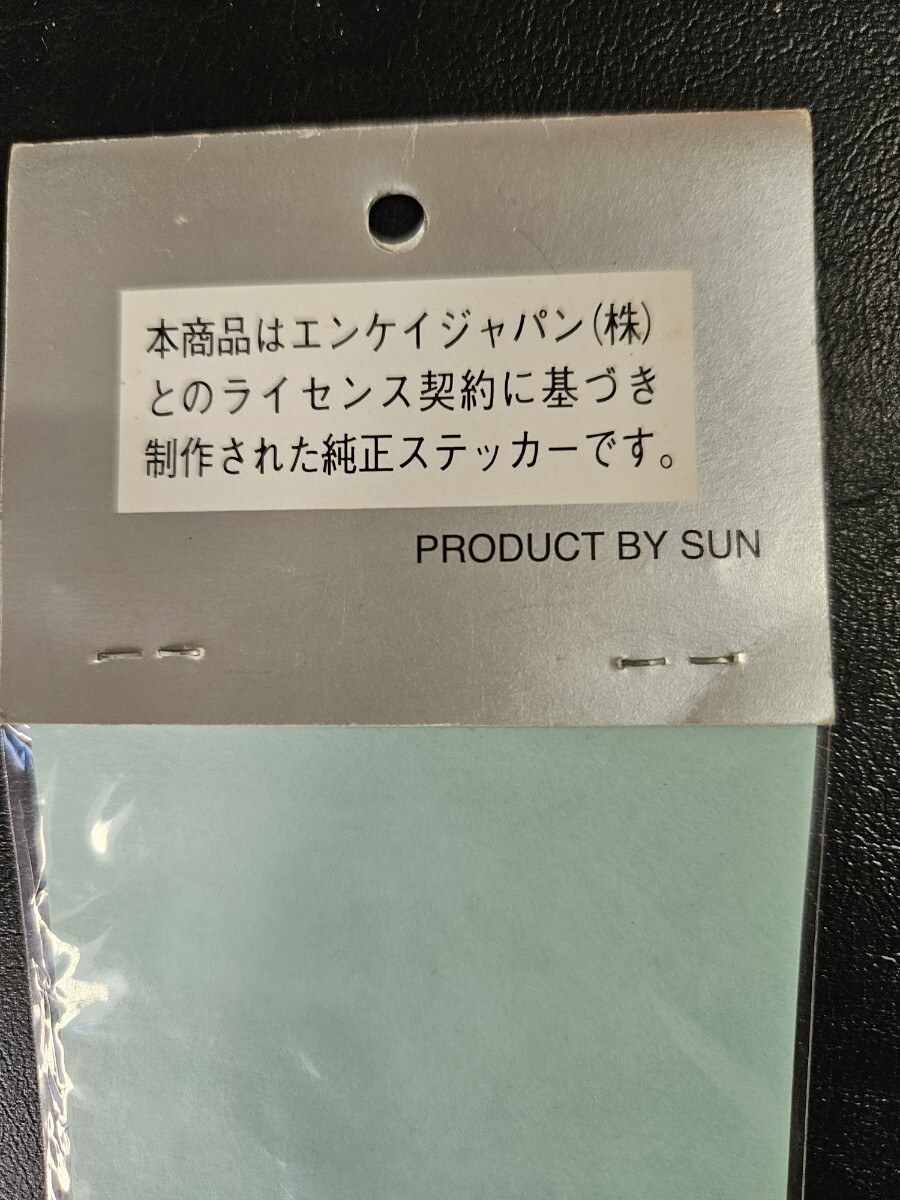 本商品はエンケイジャパン(株)
とのライセンス契約に基づき
制作された純正ステッカーです。
PRODUCT BY SUN